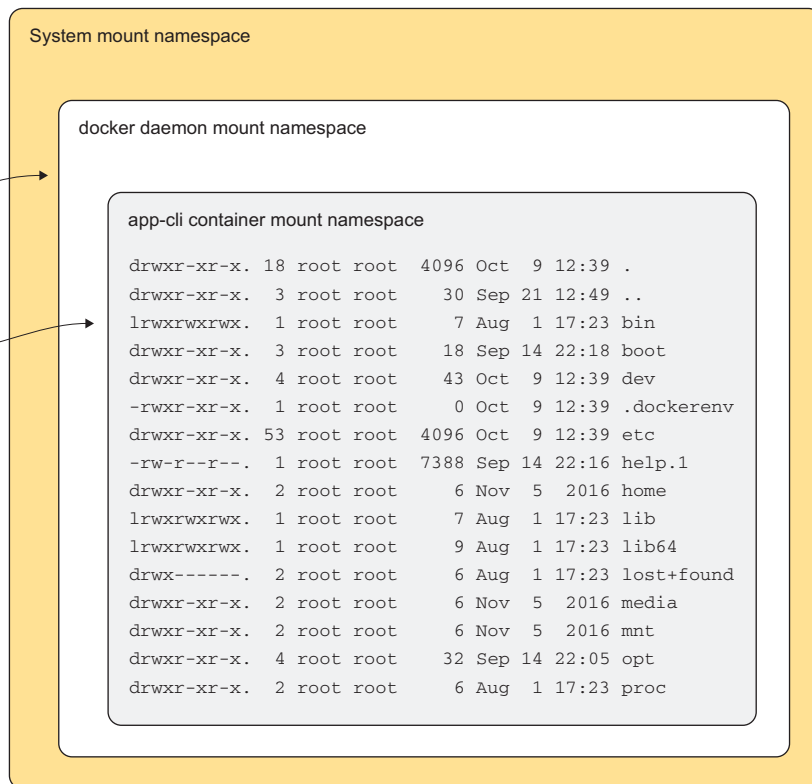 System mount namespace
docker daemon mount namespace
app-cli container mount namespace
drwxr-xr-x. 18 root root  4096 Oct  9 12:39 .
drwxr-xr-x.  3 root root    30 Sep 21 12:49 ..
lrwxrwxrwx.  1 root root     7 Aug  1 17:23 bin
drwxr-xr-x.  3 root root    18 Sep 14 22:18 boot
drwxr-xr-x.  4 root root    43 Oct  9 12:39 dev
-rwxr-xr-x.  1 root root     0 Oct  9 12:39 .dockerenv
drwxr-xr-x. 53 root root  4096 Oct  9 12:39 etc
-rw-r--r--.  1 root root  7388 Sep 14 22:16 help.1
drwxr-xr-x.  2 root root     6 Nov  5  2016 home
lrwxrwxrwx.  1 root root     7 Aug  1 17:23 lib
lrwxrwxrwx.  1 root root     9 Aug  1 17:23 lib64
drwx------.  2 root root     6 Aug  1 17:23 lost+found
drwxr-xr-x.  2 root root     6 Nov  5  2016 media
drwxr-xr-x.  2 root root     6 Nov  5  2016 mnt
drwxr-xr-x.  4 root root    32 Sep 14 22:05 opt
drwxr-xr-x.  2 root root     6 Aug  1 17:23 proc